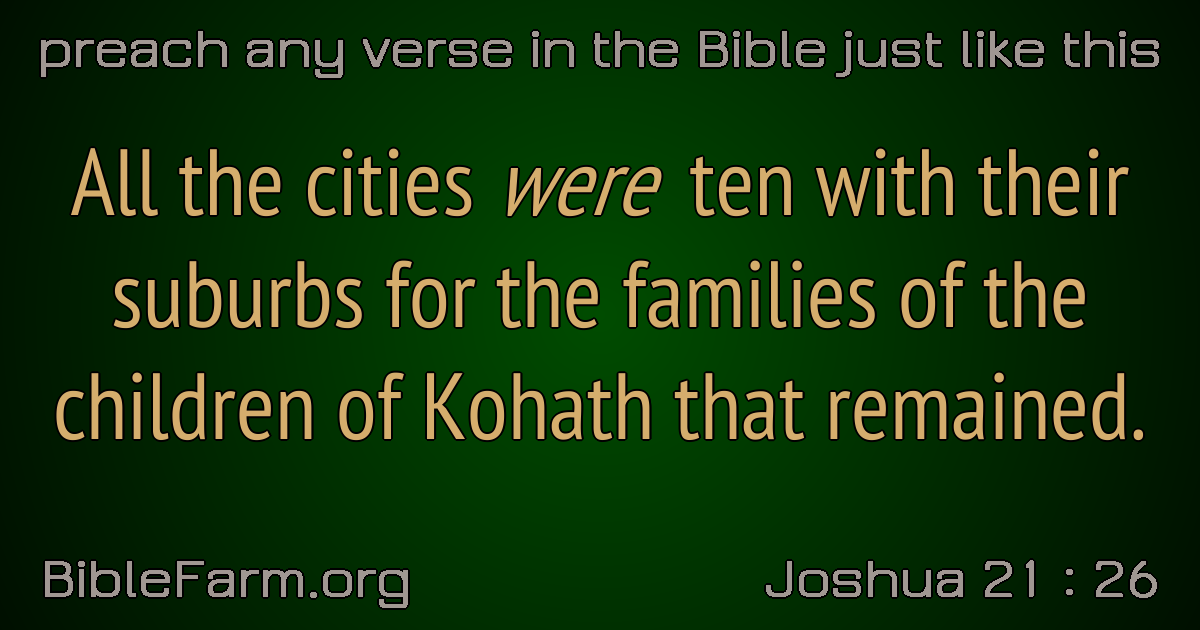 preach any verse in the Bible just like this
All the cities were ten with their
suburbs for the families of the
children of Kohath that remained.
BibleFarm.org
Joshua 21 : 26